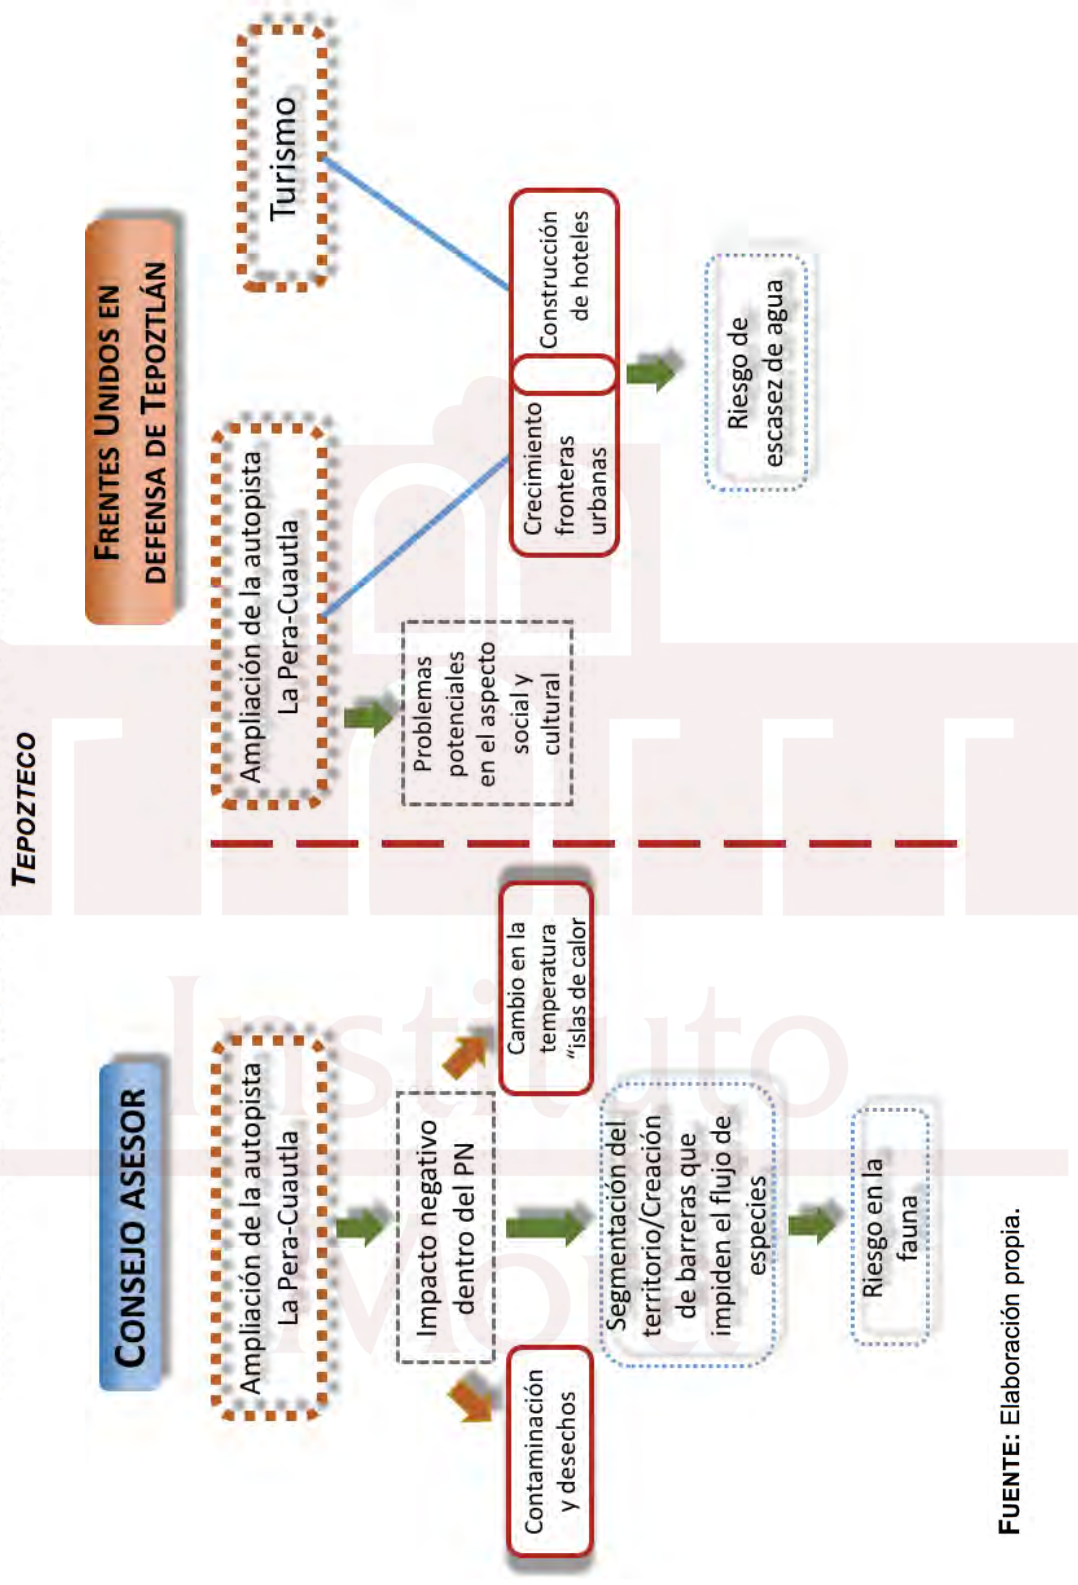 TEPOZTECO
CONSEJO ASESOR
Ampliación de la autopista
La Pera-Cuautla
Impacto negativo
dentro del PN
Contaminación
y desechos
Cambio en la
temperatura
“islas de calor
Segmentación del
territorio/Creación
de barreras que
impiden el flujo de
especies
Riesgo en la
fauna
FRENTES UNIDOS EN
DEFENSA DE TEPOZTLÁN
Ampliación de la autopista
La Pera-Cuautla
Turismo
Problemas
potenciales
en el aspecto
social y
cultural
Crecimiento
fronteras
urbanas
Construcción
de hoteles
Riesgo de
escasez de agua
FUENTE: Elaboración propia.
Instituto
Mora